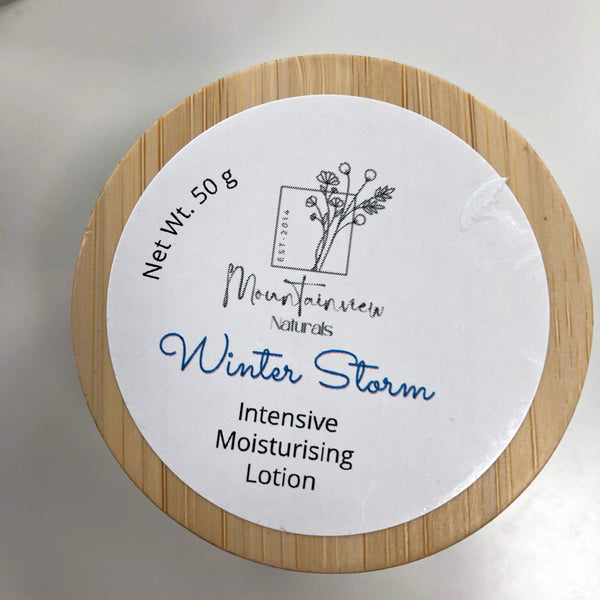 Net Wt. 50 g
EST:2014
Mountainview
Naturals
Winter Storm
Intensive
Moisturising
Lotion